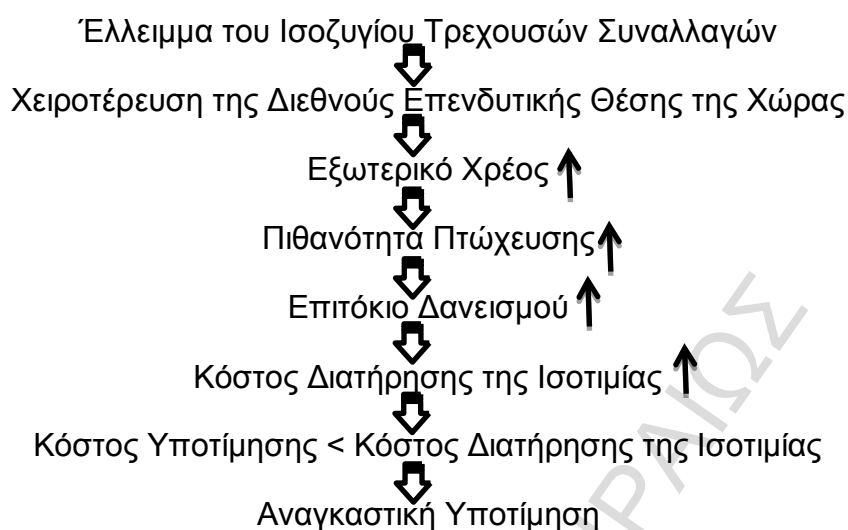 Έλλειμμα του Ισοζυγίου Τρεχουσών Συναλλαγών
Χειροτέρευση της Διεθνούς Επενδυτικής Θέσης της Χώρας
Εξωτερικό Χρέος
Πιθανότητα Πτώχευσης
Επιτόκιο Δανεισμού
Κόστος Διατήρησης της Ισοτιμίας
Κόστος Υποτίμησης < Κόστος Διατήρησης της Ισοτιμίας
Αναγκαστική Υποτίμηση